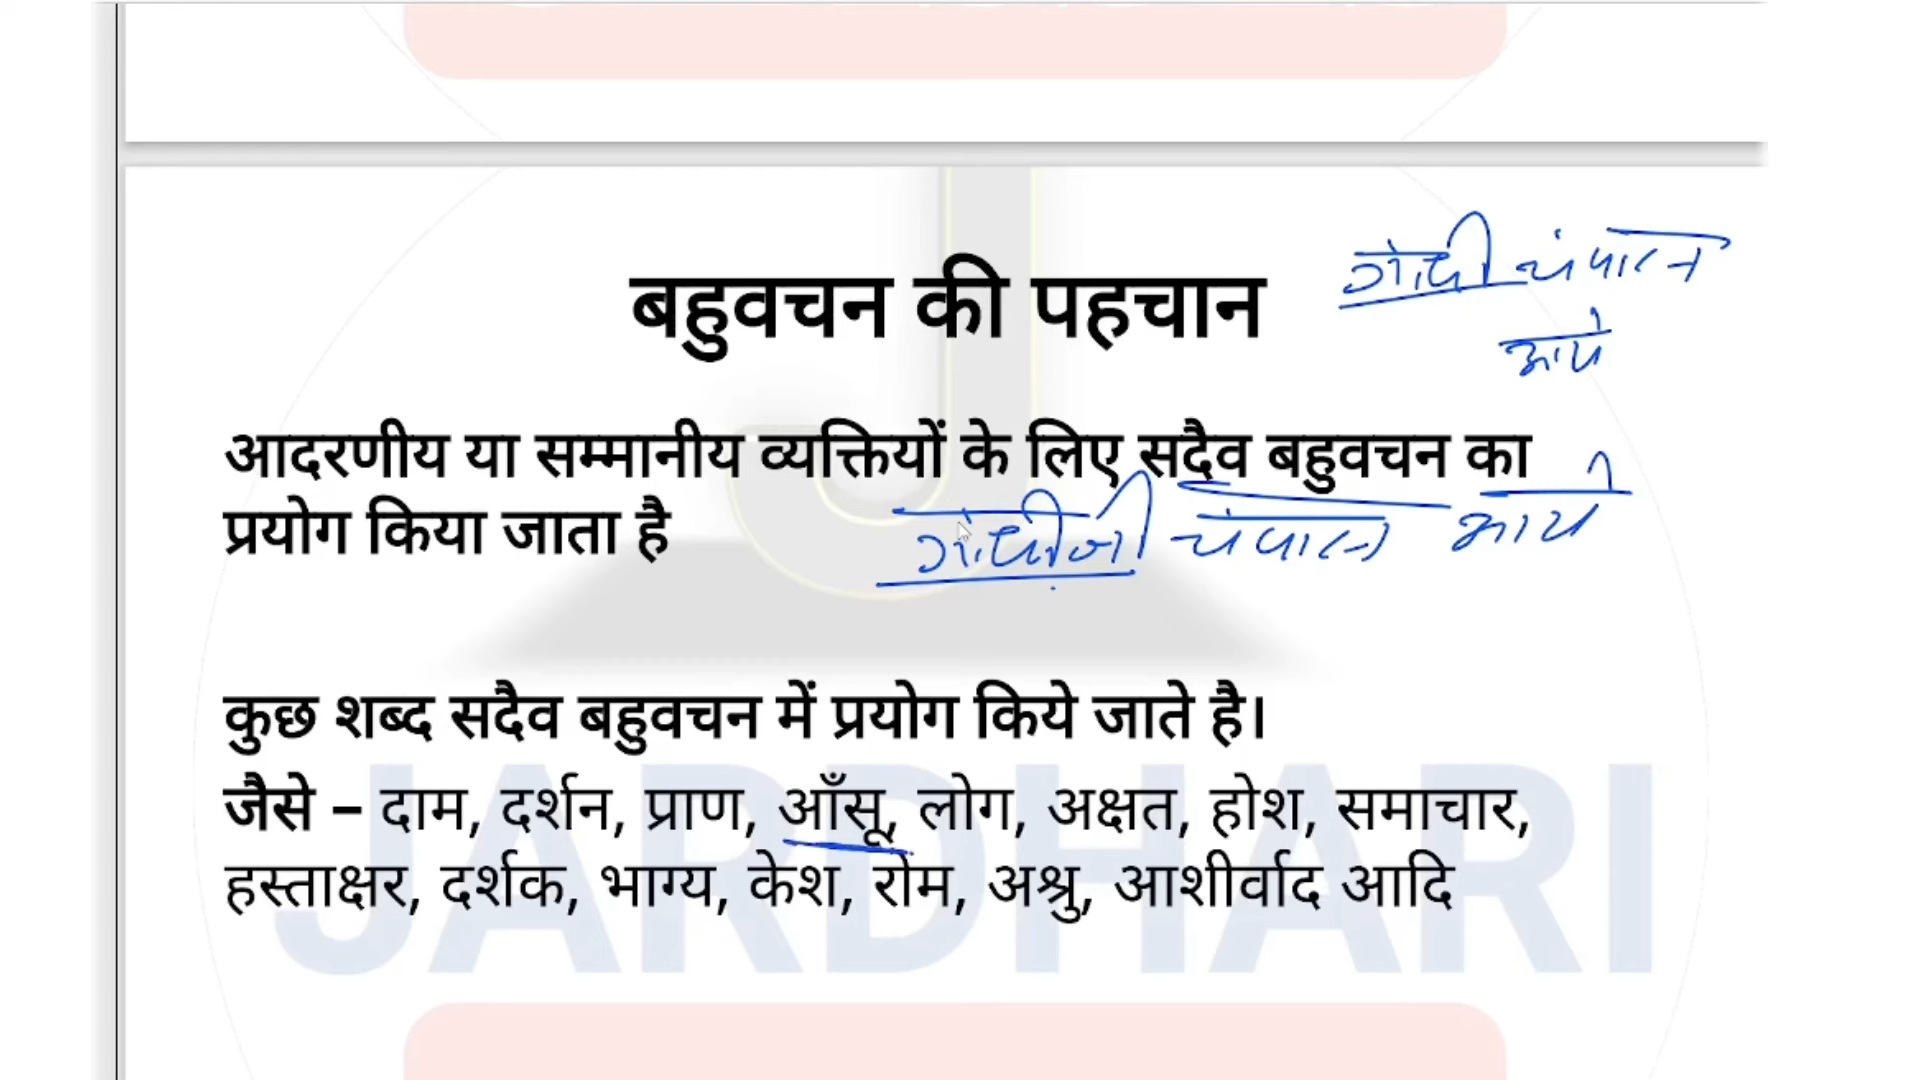 बहुवचन की पहचान
गांधी चंपारन
आये
आदरणीय या सम्मानीय व्यक्तियों के लिए सदैव बहुवचन का
प्रयोग किया जाता है
गांधीजी चंपारन आये
कुछ शब्द सदैव बहुवचन में प्रयोग किये जाते है।
जैसे – दाम, दर्शन, प्राण, आँसू, लोग, अक्षत, होश, समाचार,
हस्ताक्षर, दर्शक, भाग्य, केश, रोम, अश्रु, आशीर्वाद आदि
JARDHARI